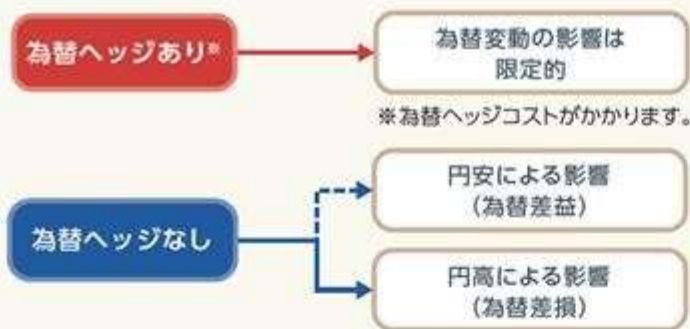 為替ヘッジあり※
為替変動の影響は
限定的
※為替ヘッジコストがかかります。
為替ヘッジなし
円安による影響
(為替差益)
円高による影響
(為替差損)